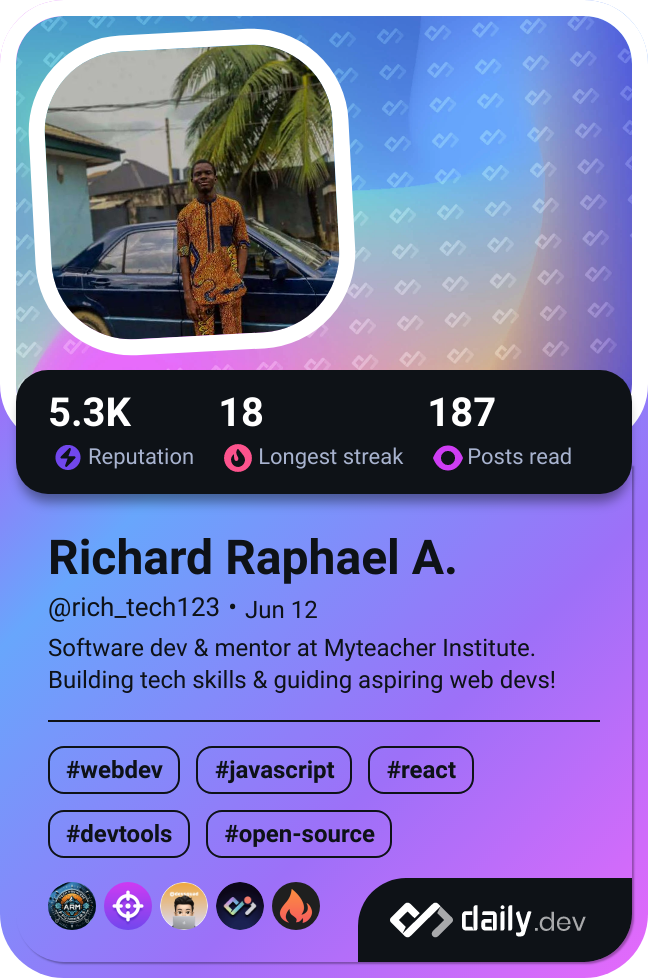 5.3K 18 187
Reputation Longest streak Posts read
Richard Raphael A.
@rich_tech123 • Jun 12
Software dev & mentor at Myteacher Institute.
Building tech skills & guiding aspiring web devs!
#webdev #javascript #react
#devtools #open-source
ARM
daily.dev